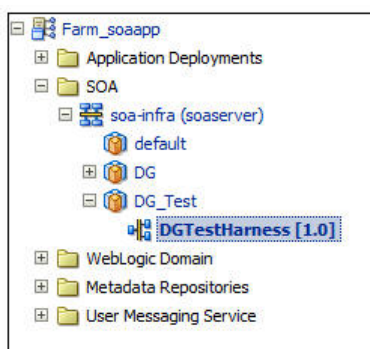 Farm_soaapp
Application Deployments
SOA
soa-infra (soaserver)
default
DG
DG_Test
DGTestHarness [1.0]
WebLogic Domain
Metadata Repositories
User Messaging Service